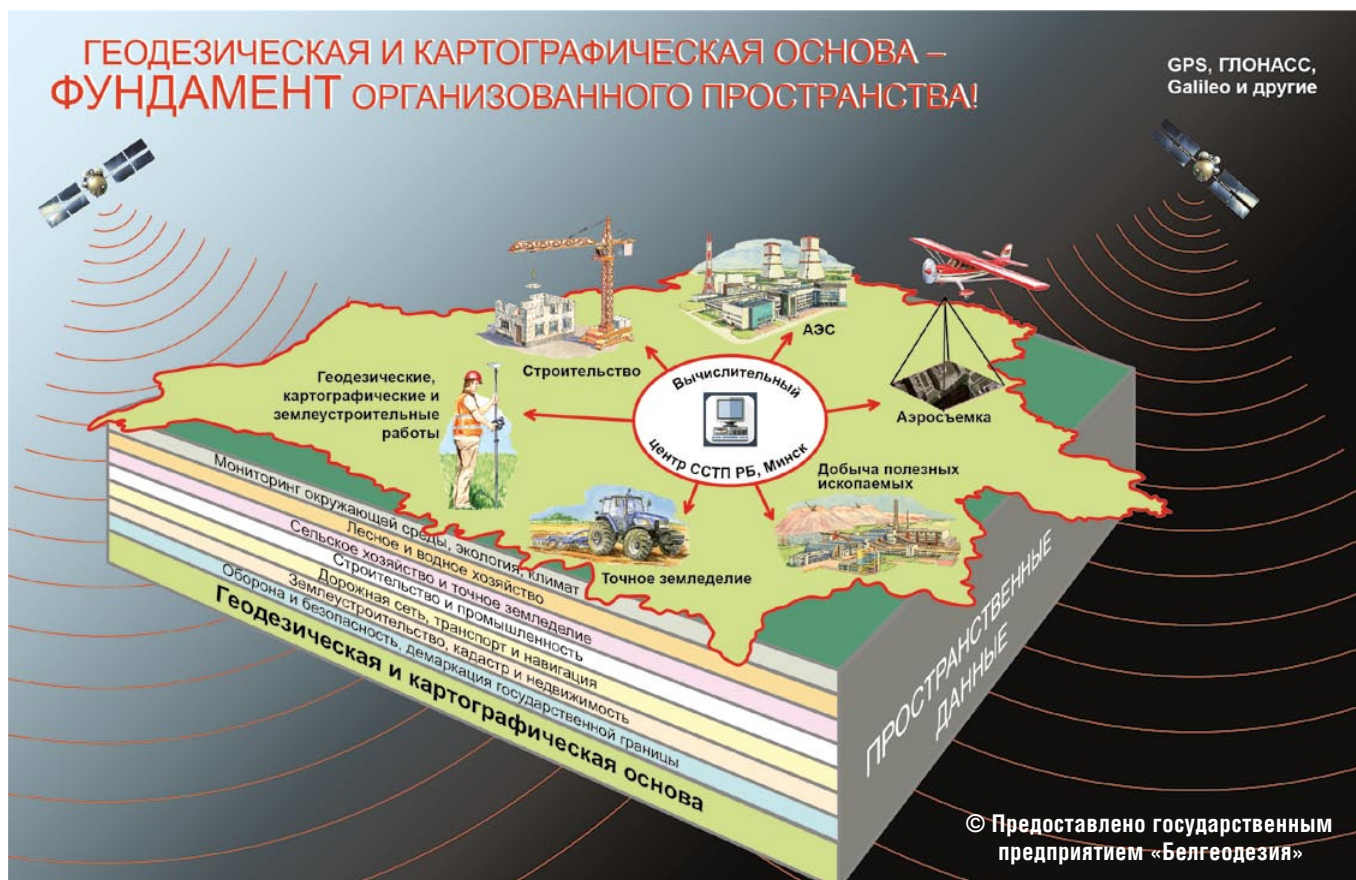 ГЕОДЕЗИЧЕСКАЯ И КАРТОГРАФИЧЕСКАЯ ОСНОВА –
ФУНДАМЕНТ ОРГАНИЗОВАННОГО ПРОСТРАНСТВА!
GPS, ГЛОНАСС,
Galileo и другие
АЭС
Строительство
Геодезические,
картографические и
землеустроительные
работы
Вычислительный
центр ССТП РБ, Минск
Аэросъемка
Добыча полезных
ископаемых
Точное земледелие
Мониторинг окружающей среды, экология, климат
Лесное и водное хозяйство
Сельское хозяйство и точное земледелие
Строительство и промышленность
Дорожная сеть, транспорт и навигация
Землеустройство, кадастр и недвижимость
Оборона и безопасность, демаркация государственной границы
Геодезическая и картографическая основа
ПРОСТРАНСТВЕННЫЕ
ДАННЫЕ
© Предоставлено государственным
предприятием «Белгеодезия»